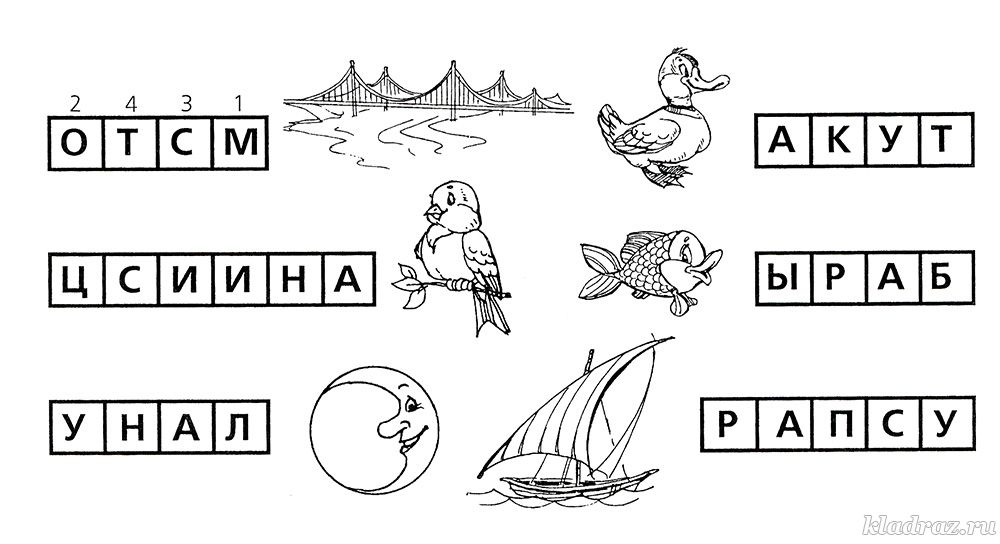 2 4 3 1
О Т С М
А К У Т
Ц С И И Н А
Ы Р А Б
У Н А Л
Р А П С У
kladraz.ru